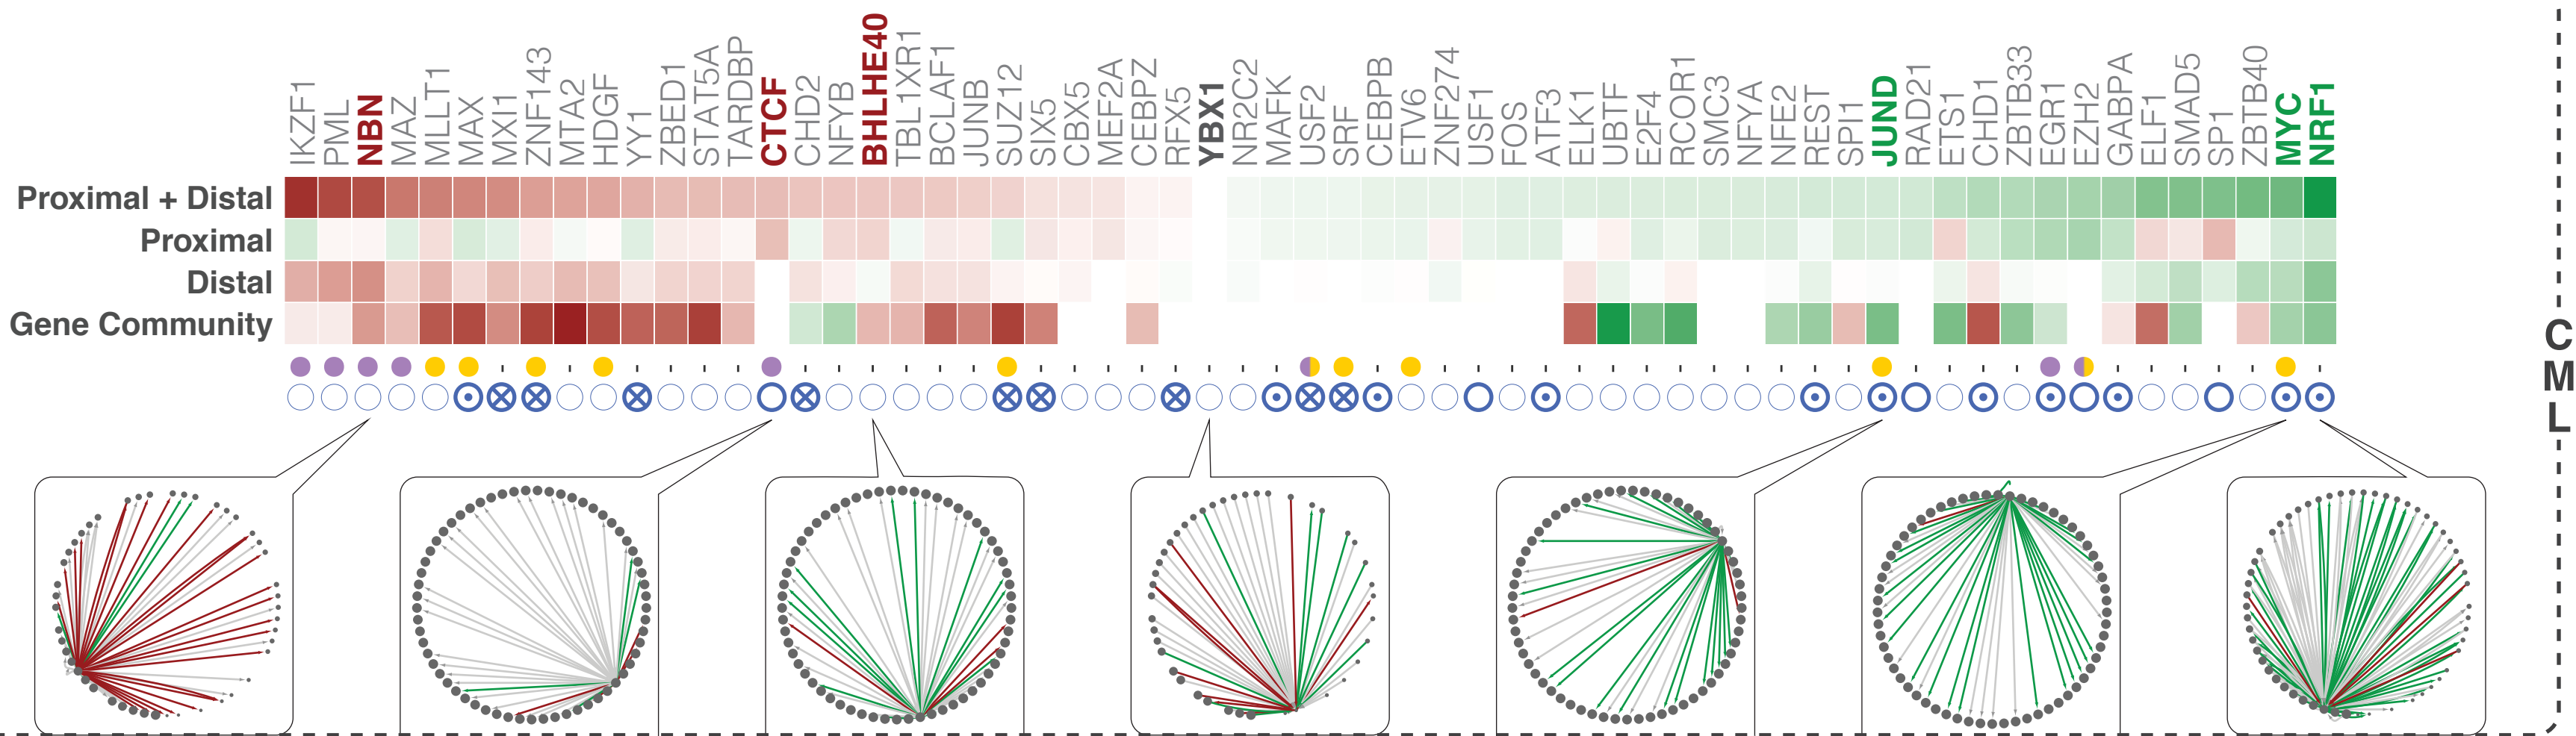 IKZF1
PML
NBN
MAZ
MLLT1
MAX
MXI1
ZNF143
MTA2
HDGF
YY1
ZBED1
STAT5A
TARDBP
CTCF
CHD2
NFYB
BHLHE40
TBL1XR1
BCLAF1
JUNB
SUZ12
SIX5
CBX5
MEF2A
CEBPZ
RFX5
YBX1
NR2C2
MAFK
USF2
SRF
CEBPB
ETV6
ZNF274
USF1
FOS
ATF3
ELK1
UBTF
E2F4
RCOR1
SMC3
NFYA
NFE2
REST
SPI1
JUND
RAD21
ETS1
CHD1
ZBTB33
EGR1
EZH2
GABPA
ELF1
SMAD5
SP1
ZBTB40
MYC
NRF1
Proximal + Distal
Proximal
Distal
Gene Community
C
M
L